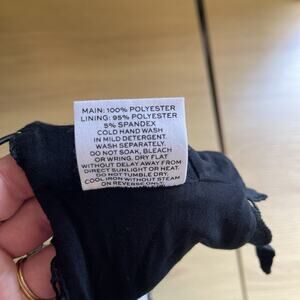 MAIN: 100% POLYESTER
LINING: 95% POLYESTER
5% SPANDEX
COLD HAND WASH
IN MILD DETERGENT.
WASH SEPARATELY.
DO NOT SOAK, BLEACH
OR WRING. DRY FLAT
WITHOUT DELAY AWAY FROM
DIRECT SUNLIGHT OR HEAT.
DO NOT TUMBLE DRY.
COOL IRON WITHOUT STEAM
ON REVERSE ONLY.